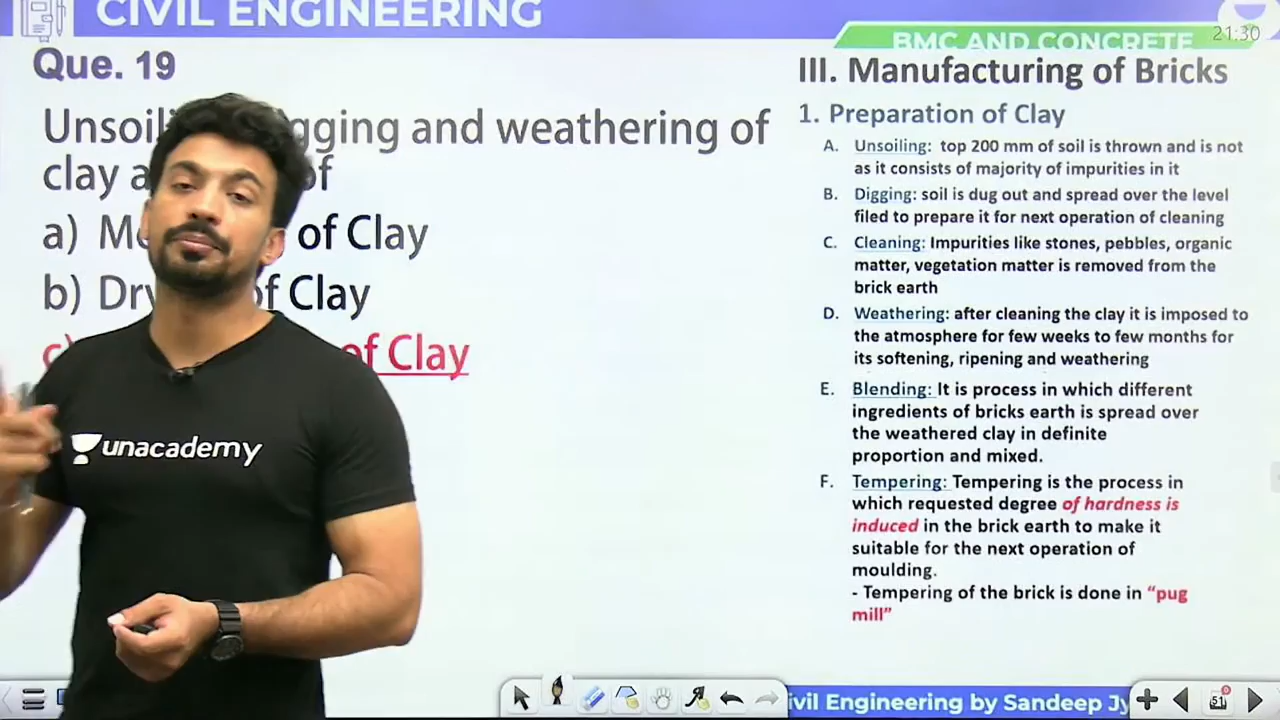 CIVIL ENGINEERING
21:30
BMC AND CONCRETE
Que. 19
Unsoili gging and weathering of
clay a of
a) Mo of Clay
b) Dry of Clay
c) of Clay
III. Manufacturing of Bricks
1. Preparation of Clay
A. Unsoiling: top 200 mm of soil is thrown and is not
as it consists of majority of impurities in it
B. Digging: soil is dug out and spread over the level
filed to prepare it for next operation of cleaning
C. Cleaning: Impurities like stones, pebbles, organic
matter, vegetation matter is removed from the
brick earth
D. Weathering: after cleaning the clay it is imposed to
the atmosphere for few weeks to few months for
its softening, ripening and weathering
E. Blending: It is process in which different
ingredients of bricks earth is spread over
the weathered clay in definite
proportion and mixed.
F. Tempering: Tempering is the process in
which requested degree of hardness is
induced in the brick earth to make it
suitable for the next operation of
moulding.
- Tempering of the brick is done in “pug
mill”
unacademy
ivil Engineering by Sandeep Jy
51